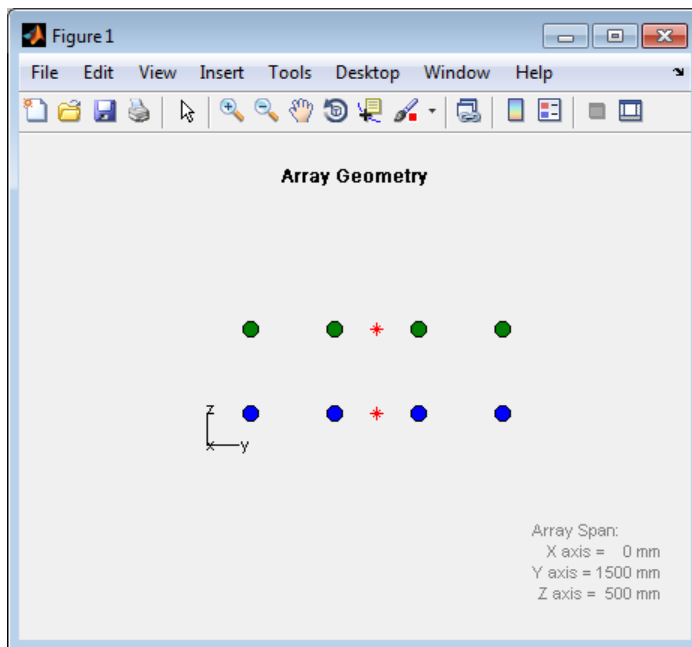 Figure 1
File Edit View Insert Tools Desktop Window Help
Array Geometry
Z
X y
Array Span:
X axis = 0 mm
Y axis = 1500 mm
Z axis = 500 mm